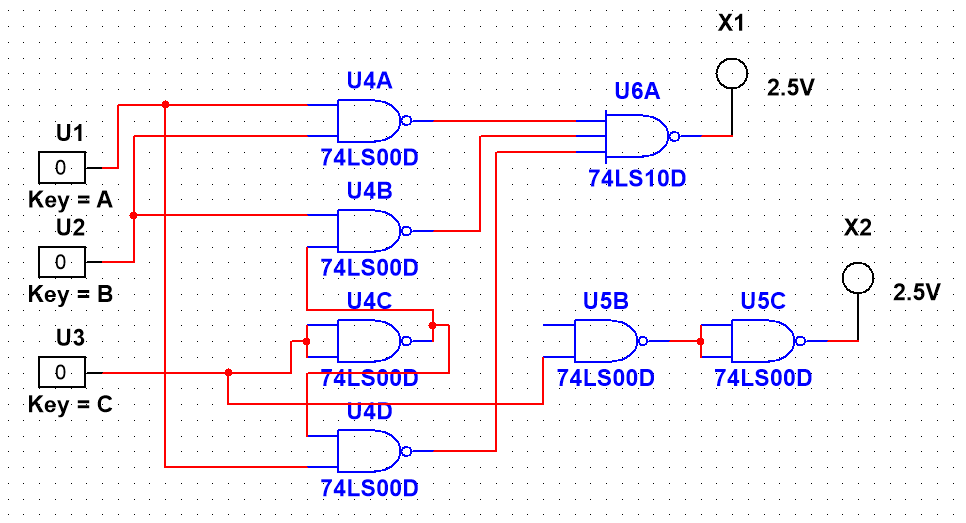 X1
U4A
2.5V
U6A
U1
0
74LS00D
Key = A
74LS10D
U4B
U2
0
X2
74LS00D
Key = B
2.5V
U4C
U5B
U5C
U3
0
74LS00D
74LS00D
74LS00D
Key = C
U4D
74LS00D